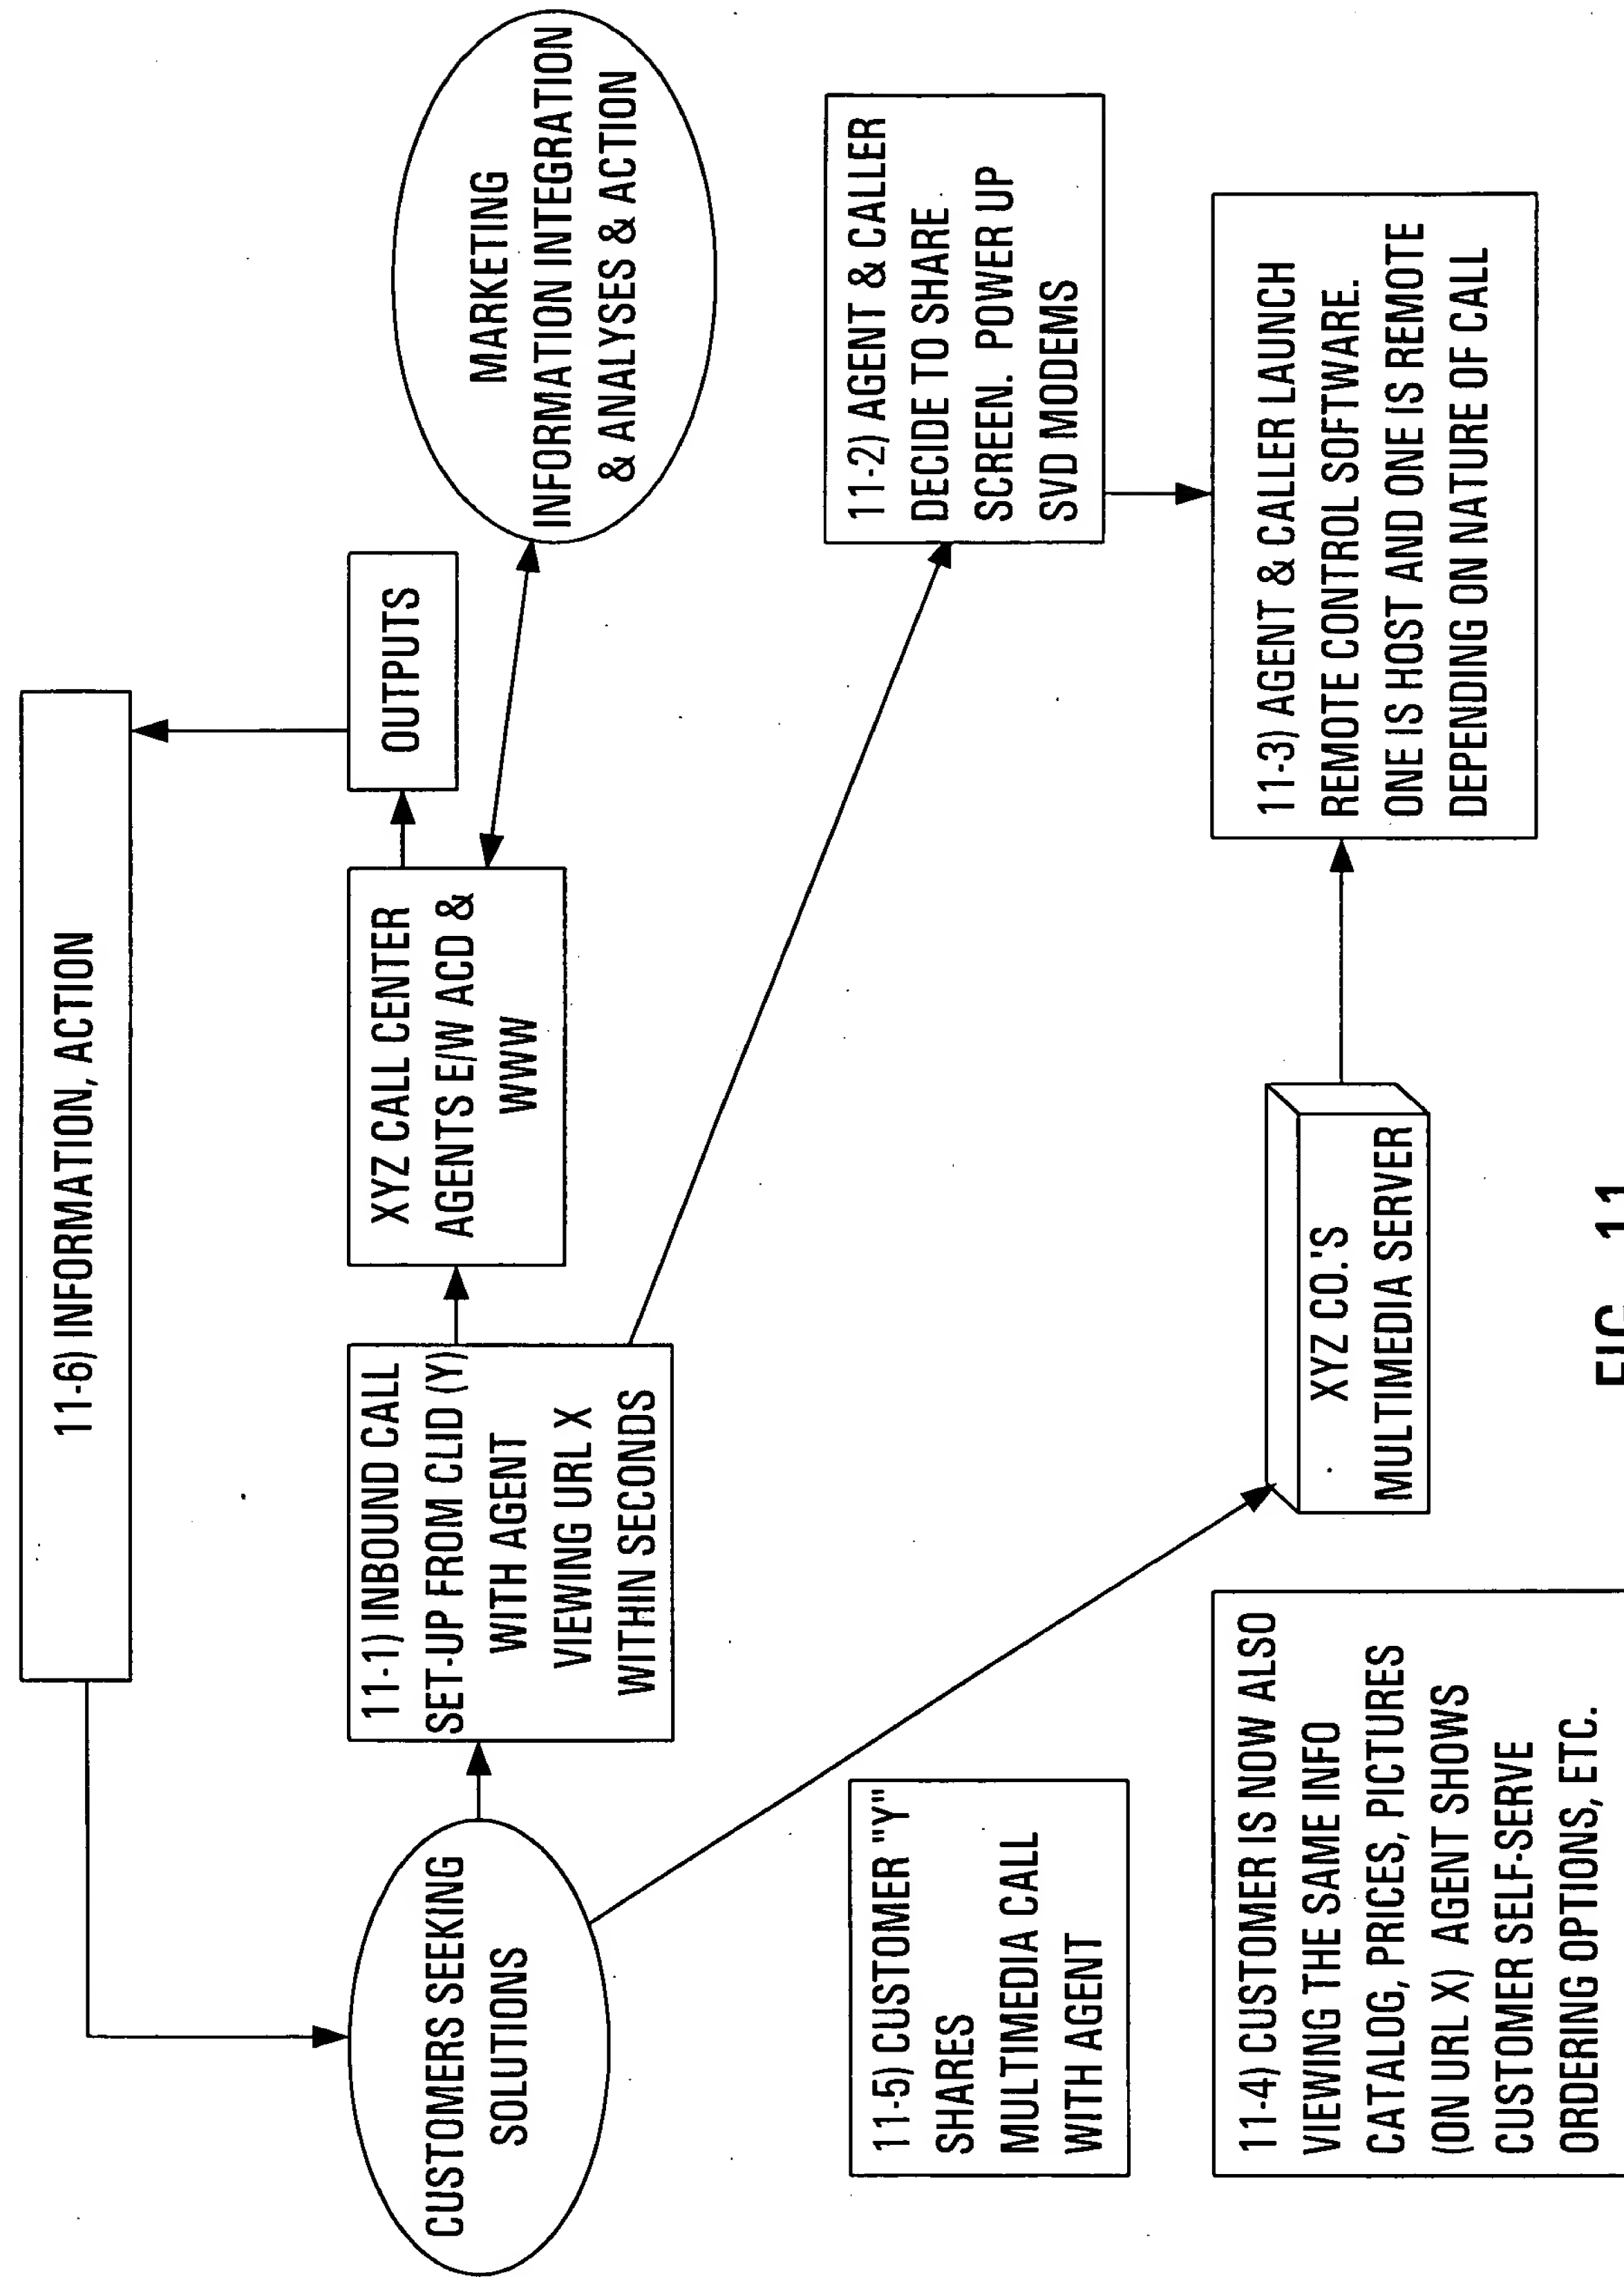 11-6) INFORMATION, ACTION
CUSTOMERS SEEKING
SOLUTIONS
11-1) INBOUND CALL
SET-UP FROM CLID (Y)
WITH AGENT
VIEWING URL X
WITHIN SECONDS
XYZ CALL CENTER
AGENTS E/W ACD &
WWW
OUTPUTS
MARKETING
INFORMATION INTEGRATION
& ANALYSES & ACTION
11-5) CUSTOMER "Y"
SHARES
MULTIMEDIA CALL
WITH AGENT
11-2) AGENT & CALLER
DECIDE TO SHARE
SCREEN. POWER UP
SVD MODEMS
11-4) CUSTOMER IS NOW ALSO
VIEWING THE SAME INFO
CATALOG, PRICES, PICTURES
(ON URL X) AGENT SHOWS
CUSTOMER SELF-SERVE
ORDERING OPTIONS, ETC.
XYZ CO.'S
MULTIMEDIA SERVER
11-3) AGENT & CALLER LAUNCH
REMOTE CONTROL SOFTWARE.
ONE IS HOST AND ONE IS REMOTE
DEPENDING ON NATURE OF CALL
FIG. 11